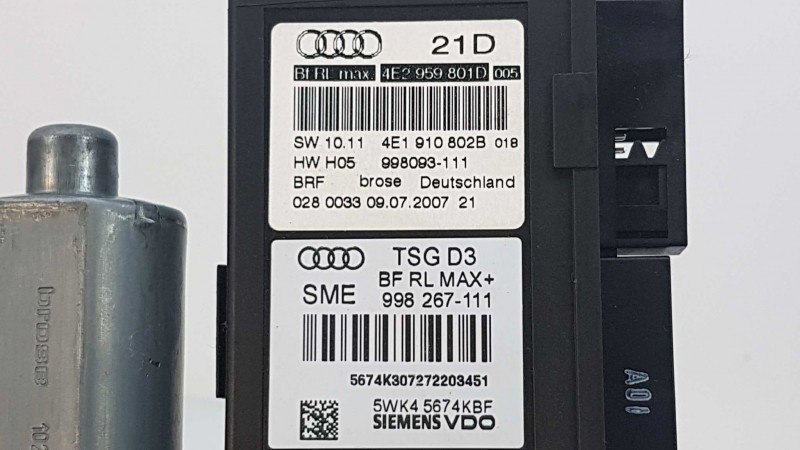 21D
BF RL max. 4E2 959 801D 005
SW 10.11 4E1 910 802B 018
HW H05 998093-111
BRF brose Deutschland
028 0033 09.07.2007 21
TSG D3
BF RL MAX+
SME 998 267-111
5674K307272203451
5WK4 5674KBF
SIEMENS VDO
brose